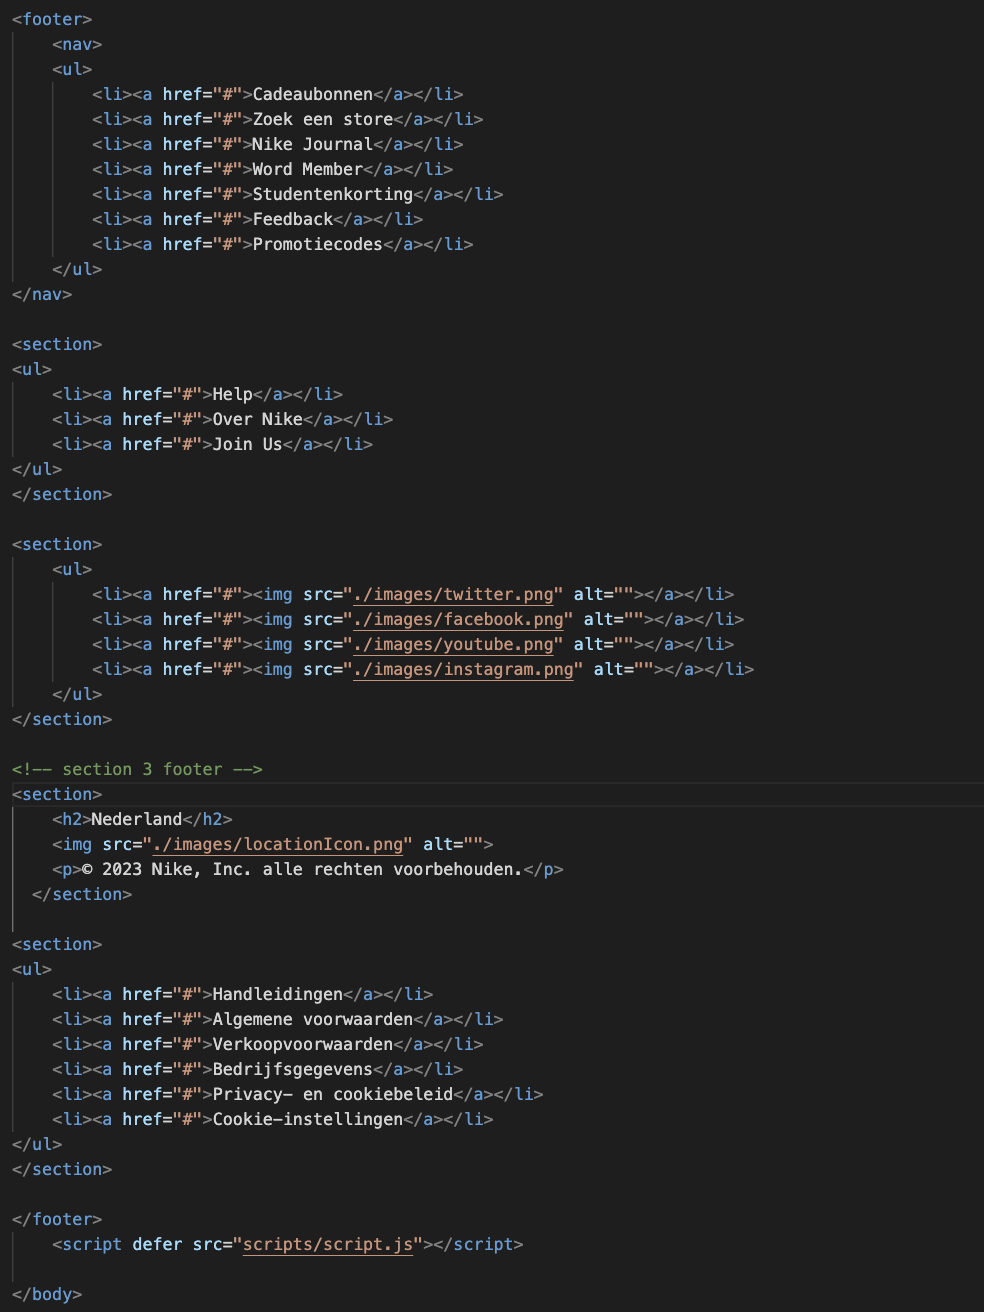 <footer>
<nav>
<ul>
<li><a href="#">Cadeaubonnen</a></li>
<li><a href="#">Zoek een store</a></li>
<li><a href="#">Nike Journal</a></li>
<li><a href="#">Word Member</a></li>
<li><a href="#">Studentenkorting</a></li>
<li><a href="#">Feedback</a></li>
<li><a href="#">Promotiecodes</a></li>
</ul>
</nav>
<section>
<ul>
<li><a href="#">Help</a></li>
<li><a href="#">Over Nike</a></li>
<li><a href="#">Join Us</a></li>
</ul>
</section>
<section>
<ul>
<li><a href="#"><img src="./images/twitter.png" alt=""></a></li>
<li><a href="#"><img src="./images/facebook.png" alt=""></a></li>
<li><a href="#"><img src="./images/youtube.png" alt=""></a></li>
<li><a href="#"><img src="./images/instagram.png" alt=""></a></li>
</ul>
</section>
<!-- section 3 footer -->
<section>
<h2>Nederland</h2>
<img src="./images/locationIcon.png" alt="">
<p>© 2023 Nike, Inc. alle rechten voorbehouden.</p>
</section>
<section>
<ul>
<li><a href="#">Handleidingen</a></li>
<li><a href="#">Algemene voorwaarden</a></li>
<li><a href="#">Verkoopvoorwaarden</a></li>
<li><a href="#">Bedrijfsgegevens</a></li>
<li><a href="#">Privacy- en cookiebeleid</a></li>
<li><a href="#">Cookie-instellingen</a></li>
</ul>
</section>
</footer>
<script defer src="scripts/script.js"></script>
</body>